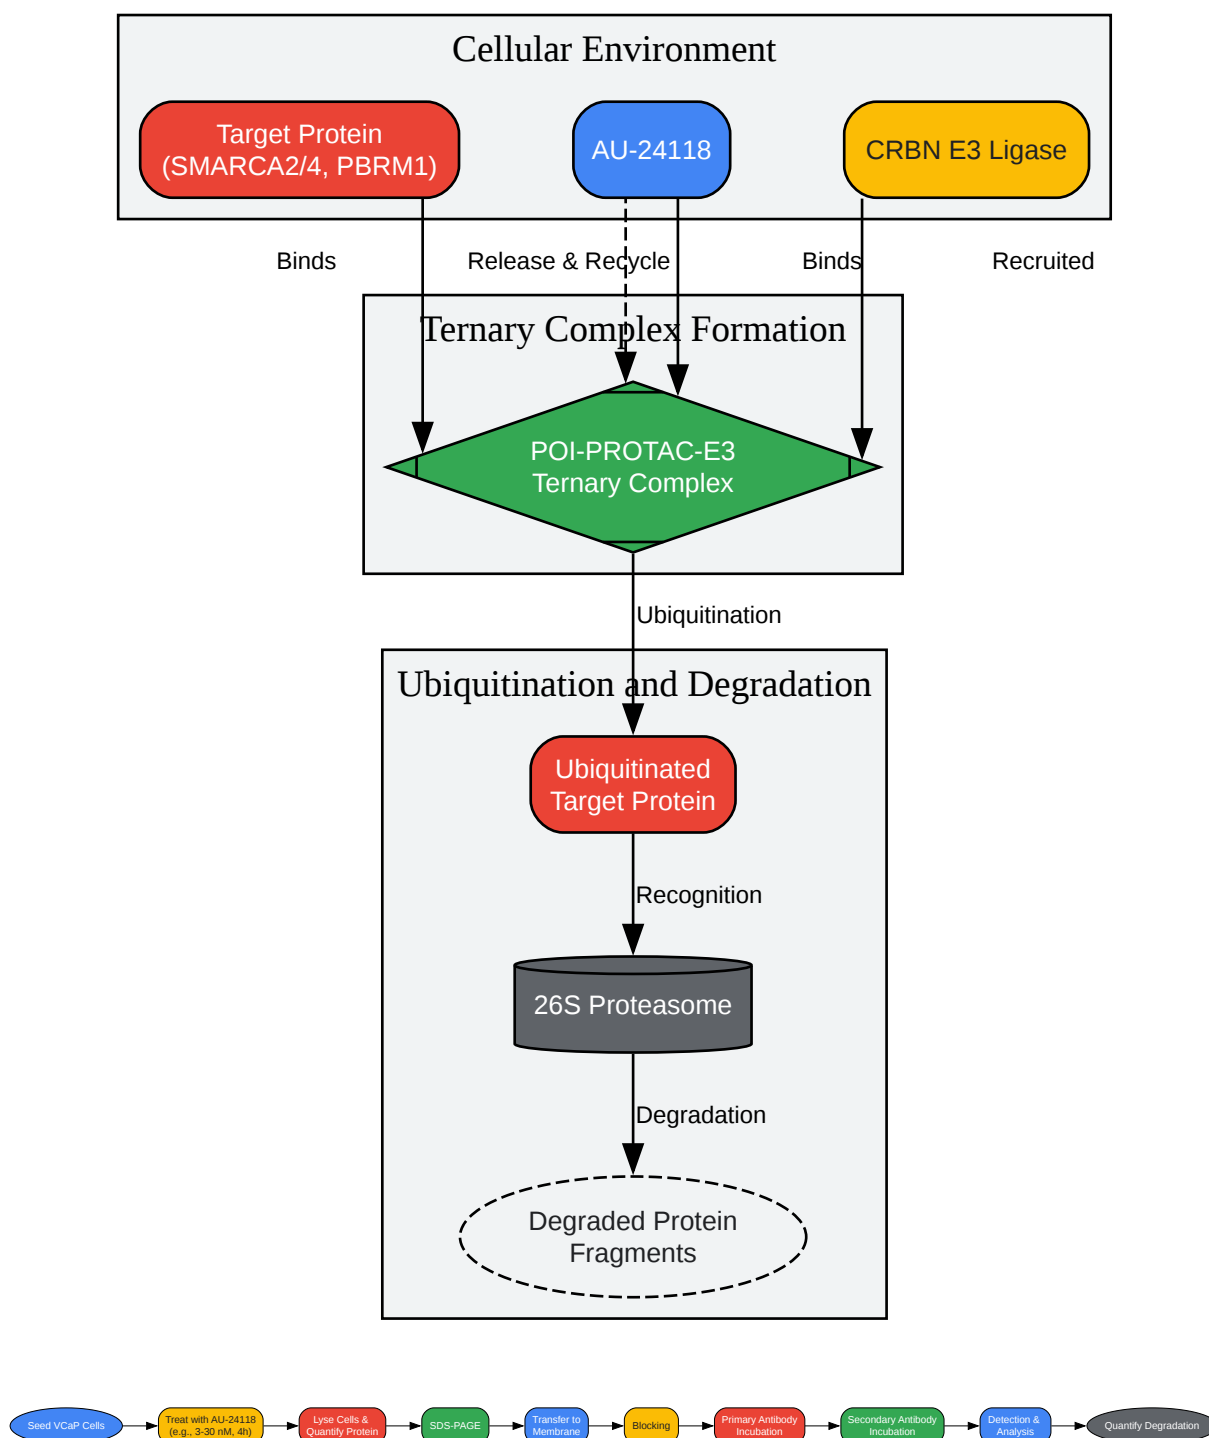 Cellular Environment
Target Protein
(SMARCA2/4, PBRM1)
AU-24118
CRBN E3 Ligase
Binds
Release & Recycle
Binds
Recruited
Ternary Complex Formation
POI-PROTAC-E3
Ternary Complex
Ubiquitination
Ubiquitination and Degradation
Ubiquitinated
Target Protein
Recognition
26S Proteasome
Degradation
Degraded Protein
Fragments
Seed VCaP Cells
Treat with AU-24118
(e.g., 3-30 nM, 4h)
Lyse Cells &
Quantify Protein
SDS-PAGE
Transfer to
Membrane
Blocking
Primary Antibody
Incubation
Secondary Antibody
Incubation
Detection &
Analysis
Quantify Degradation